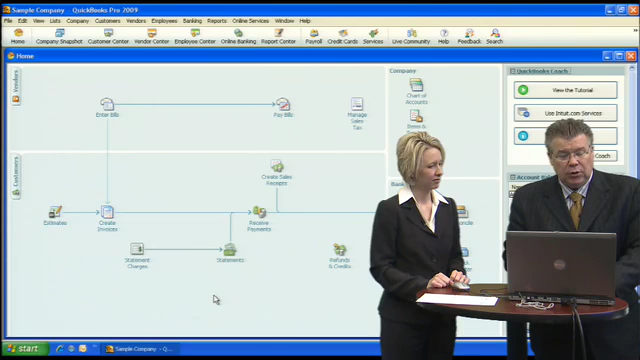 Sample Company - QuickBooks Pro 2009
File Edit View Lists Company Customers Vendors Employees Banking Reports Online Services Window Help
Home Company Snapshot Customer Center Vendor Center Employee Center Online Banking Report Center Payroll Credit Cards Services Live Community Help Feedback Search
Home
Vendors
Enter Bills
Pay Bills
Manage
Sales
Tax
Company
Chart of
Accounts
Items &
QuickBooks Coach
View the Tutorial
Use Intuit.com Services
Coach
Customers
Create Sales
Receipts
Estimates
Create
Invoices
Receive
Payments
Statement
Charges
Statements
Refunds
& Credits
start
Sample Company - Q...